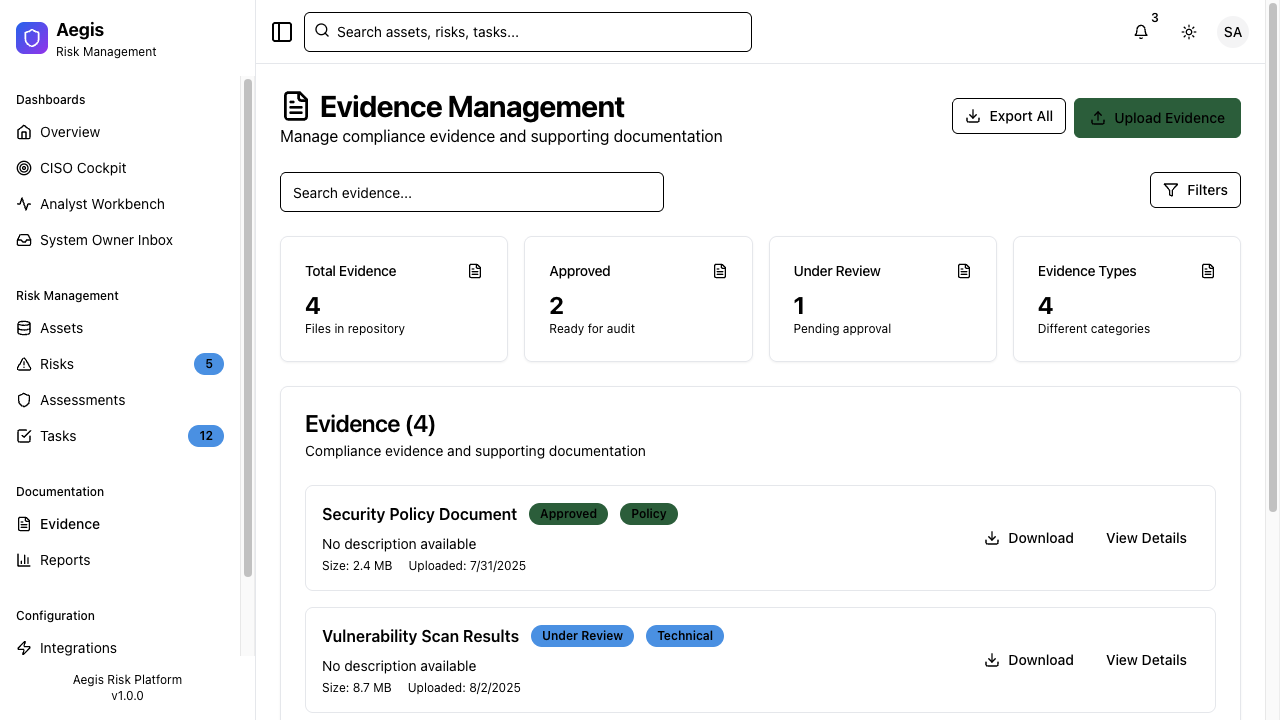 Aegis
Risk Management
Dashboards
Overview
CISO Cockpit
Analyst Workbench
System Owner Inbox
Risk Management
Assets
Risks 5
Assessments
Tasks 12
Documentation
Evidence
Reports
Configuration
Integrations
Aegis Risk Platform
v1.0.0
Search assets, risks, tasks...
3
SA
Evidence Management
Manage compliance evidence and supporting documentation
Export All
Upload Evidence
Search evidence...
Filters
Total Evidence
4
Files in repository
Approved
2
Ready for audit
Under Review
1
Pending approval
Evidence Types
4
Different categories
Evidence (4)
Compliance evidence and supporting documentation
Security Policy Document Approved Policy
No description available
Size: 2.4 MB Uploaded: 7/31/2025
Download View Details
Vulnerability Scan Results Under Review Technical
No description available
Size: 8.7 MB Uploaded: 8/2/2025
Download View Details